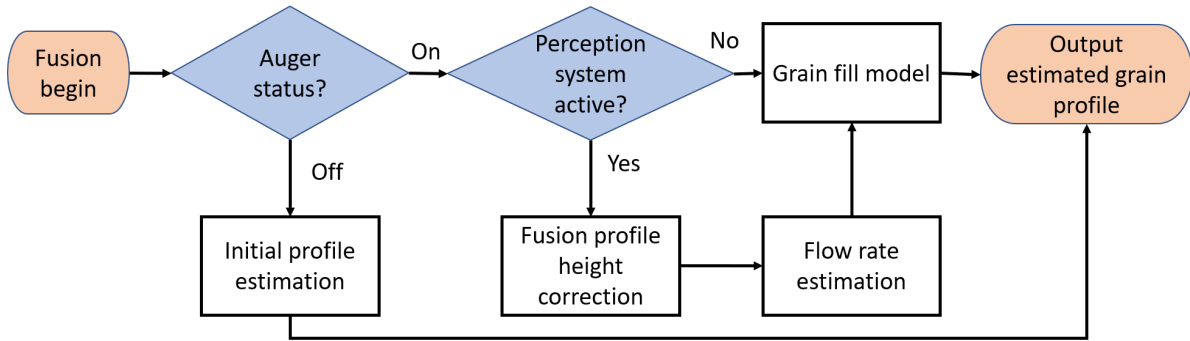 Fusion
begin
Auger
status?
On
Perception
system
active?
No
Grain fill model
Output
estimated grain
profile
Off
Yes
Initial profile
estimation
Fusion profile
height
correction
Flow rate
estimation